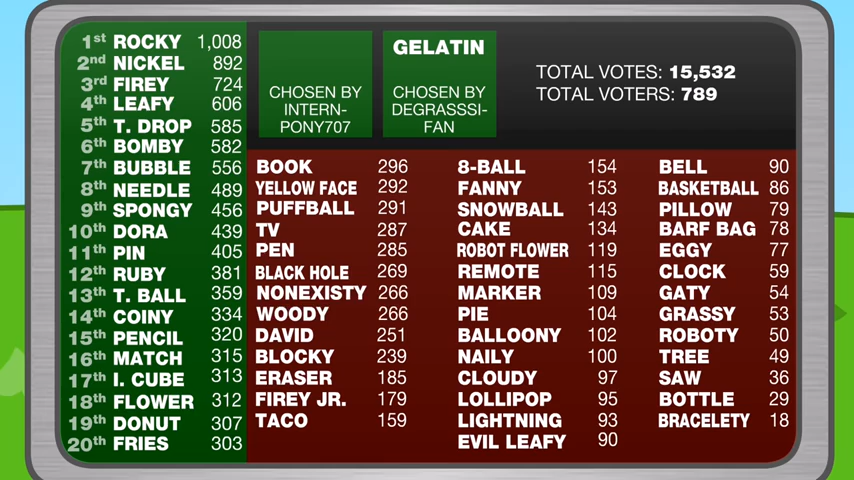 1st ROCKY 1,008
2nd NICKEL 892
3rd FIREY 724
4th LEAFY 606
5th T. DROP 585
6th BOMBY 582
7th BUBBLE 556
8th NEEDLE 489
9th SPONGY 456
10th DORA 439
11th PIN 405
12th RUBY 381
13th T. BALL 359
14th COINY 334
15th PENCIL 320
16th MATCH 315
17th I. CUBE 313
18th FLOWER 312
19th DONUT 307
20th FRIES 303
CHOSEN BY
INTERN-
PONY707
GELATIN
CHOSEN BY
DEGRASSSI-
FAN
TOTAL VOTES: 15,532
TOTAL VOTERS: 789
BOOK 296
YELLOW FACE 292
PUFFBALL 291
TV 287
PEN 285
BLACK HOLE 269
NONEXISTY 266
WOODY 266
DAVID 251
BLOCKY 239
ERASER 185
FIREY JR. 179
TACO 159
8-BALL 154
FANNY 153
SNOWBALL 143
CAKE 134
ROBOT FLOWER 119
REMOTE 115
MARKER 109
PIE 104
BALLOONY 102
NAILY 100
CLOUDY 97
LOLLIPOP 95
LIGHTNING 93
EVIL LEAFY 90
BELL 90
BASKETBALL 86
PILLOW 79
BARF BAG 78
EGGY 77
CLOCK 59
GATY 54
GRASSY 53
ROBOTY 50
TREE 49
SAW 36
BOTTLE 29
BRACELETY 18